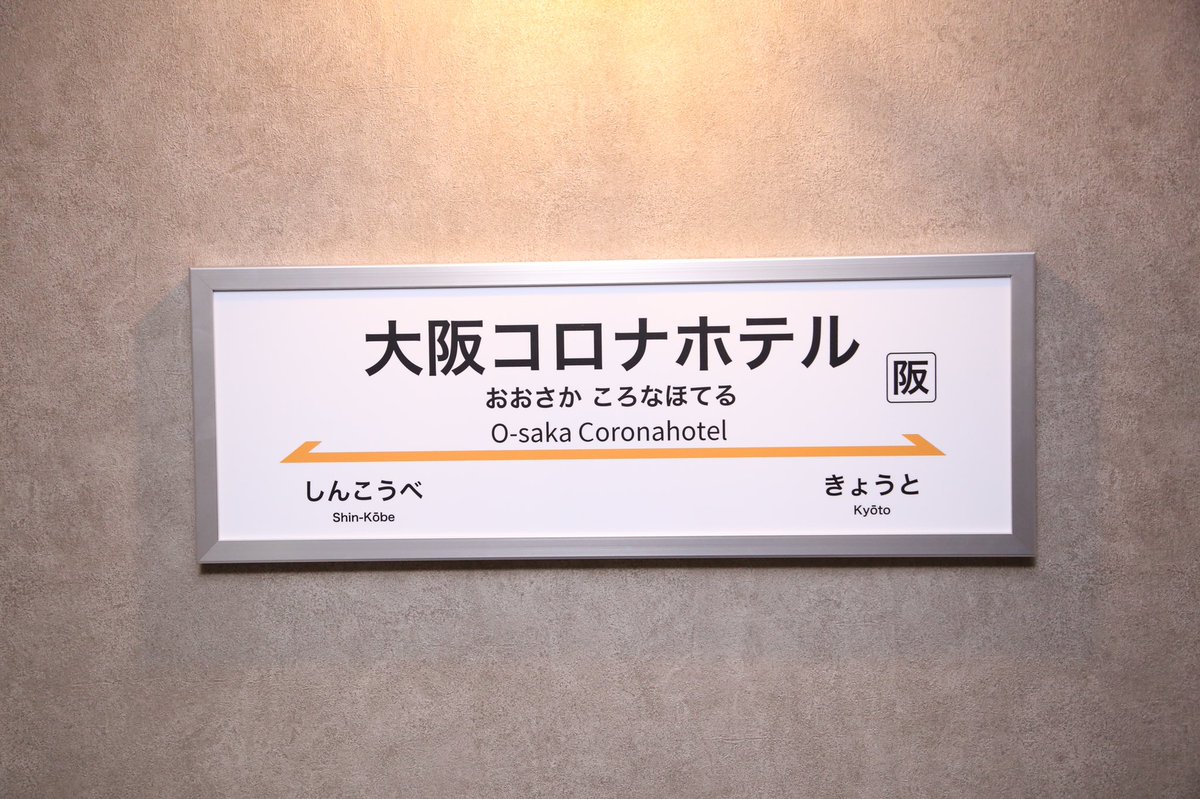 大阪コロナホテル
阪
おおさか ころなほてる
O-saka Coronahotel
しんこうべ
Shin-Kōbe
きょうと
Kyōto